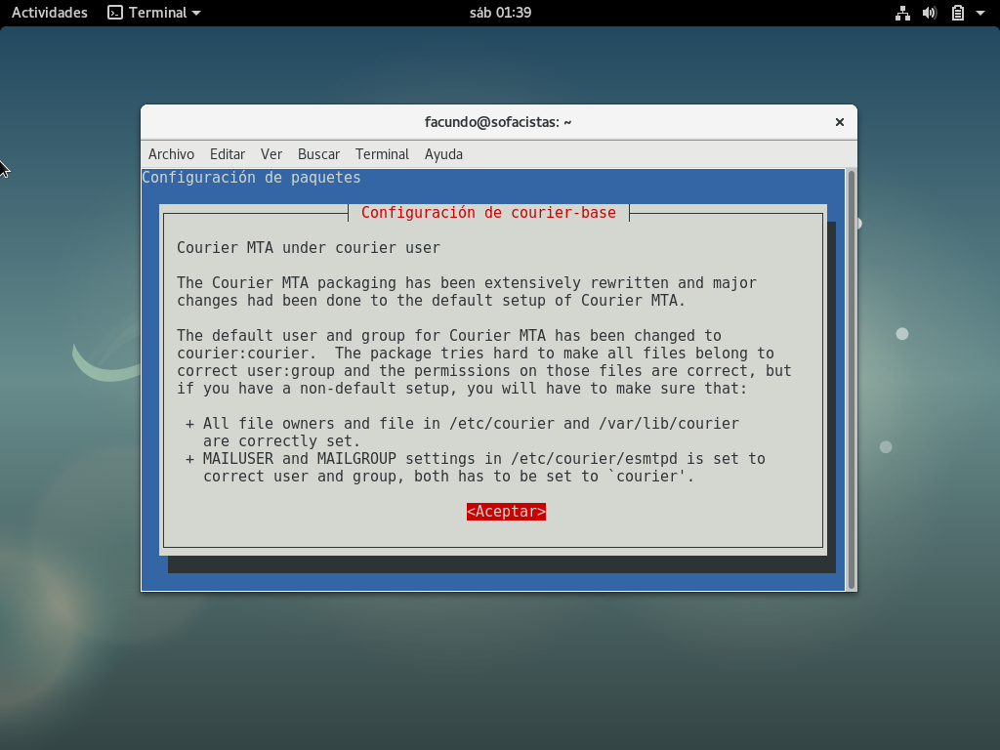 Actividades Terminal sáb 01:39
facundo@sofacistas: ~
Archivo Editar Ver Buscar Terminal Ayuda
Configuración de paquetes
Configuración de courier-base
Courier MTA under courier user
The Courier MTA packaging has been extensively rewritten and major
changes had been done to the default setup of Courier MTA.
The default user and group for Courier MTA has been changed to
courier:courier.  The package tries hard to make all files belong to
correct user:group and the permissions on those files are correct, but
if you have a non-default setup, you will have to make sure that:
+ All file owners and file in /etc/courier and /var/lib/courier
are correctly set.
+ MAILUSER and MAILGROUP settings in /etc/courier/esmtpd is set to
correct user and group, both has to be set to `courier'.
<Aceptar>